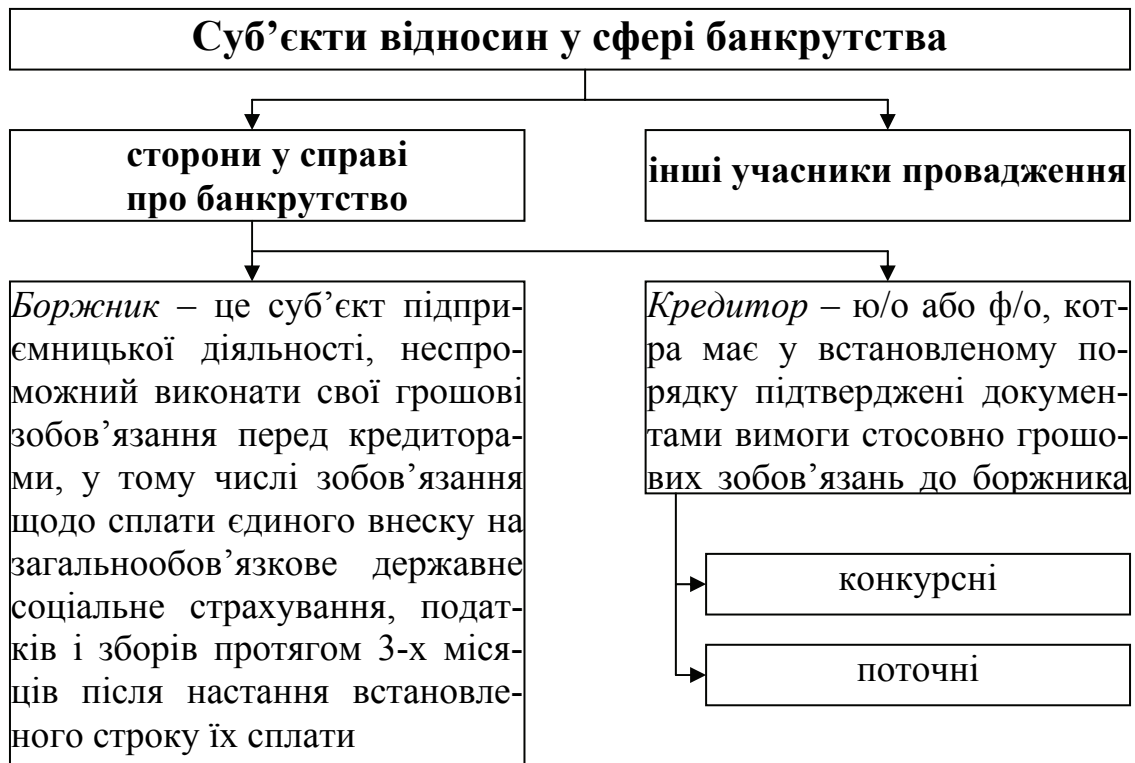 Суб’єкти відносин у сфері банкрутства
сторони у справі
про банкрутство
інші учасники провадження
Боржник – це суб’єкт підпри-
ємницької діяльності, неспро-
можний виконати свої грошові
зобов’язання перед кредитора-
ми, у тому числі зобов’язання
щодо сплати єдиного внеску на
загальнообов’язкове державне
соціальне страхування, подат-
ків і зборів протягом 3-х міся-
ців після настання встановле-
ного строку їх сплати
Кредитор – ю/о або ф/о, кот-
ра має у встановленому по-
рядку підтверджені докумен-
тами вимоги стосовно грошо-
вих зобов’язань до боржника
конкурсні
поточні